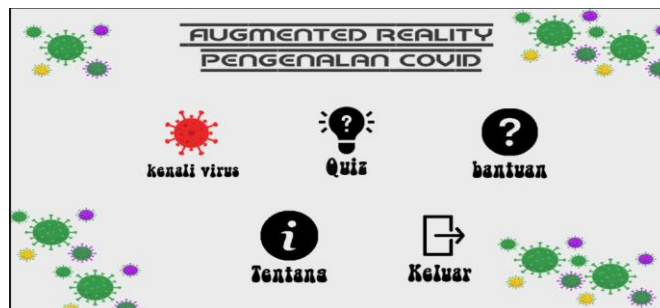 AUGMENTED REALITY
PENGENALAN COVID
kenali virus
Quiz
bantuan
Tentang
Keluar